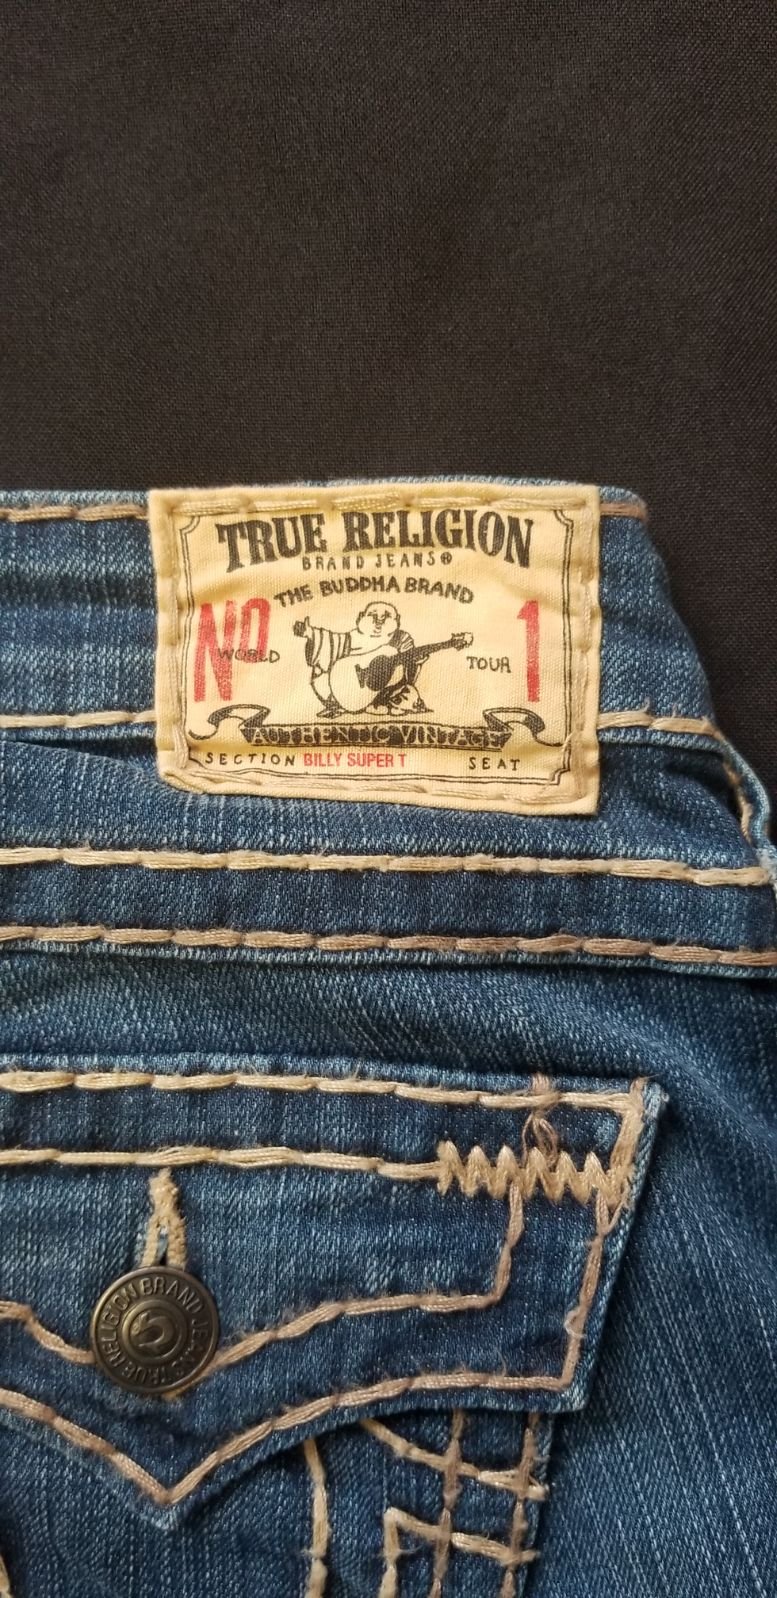 TRUE RELIGION
BRAND JEANS®
THE BUDDHA BRAND
NO 1
WORLD TOUR
AUTHENTIC VINTAGE
SECTION BILLY SUPER T SEAT
TRUE RELIGION BRAND JEANS